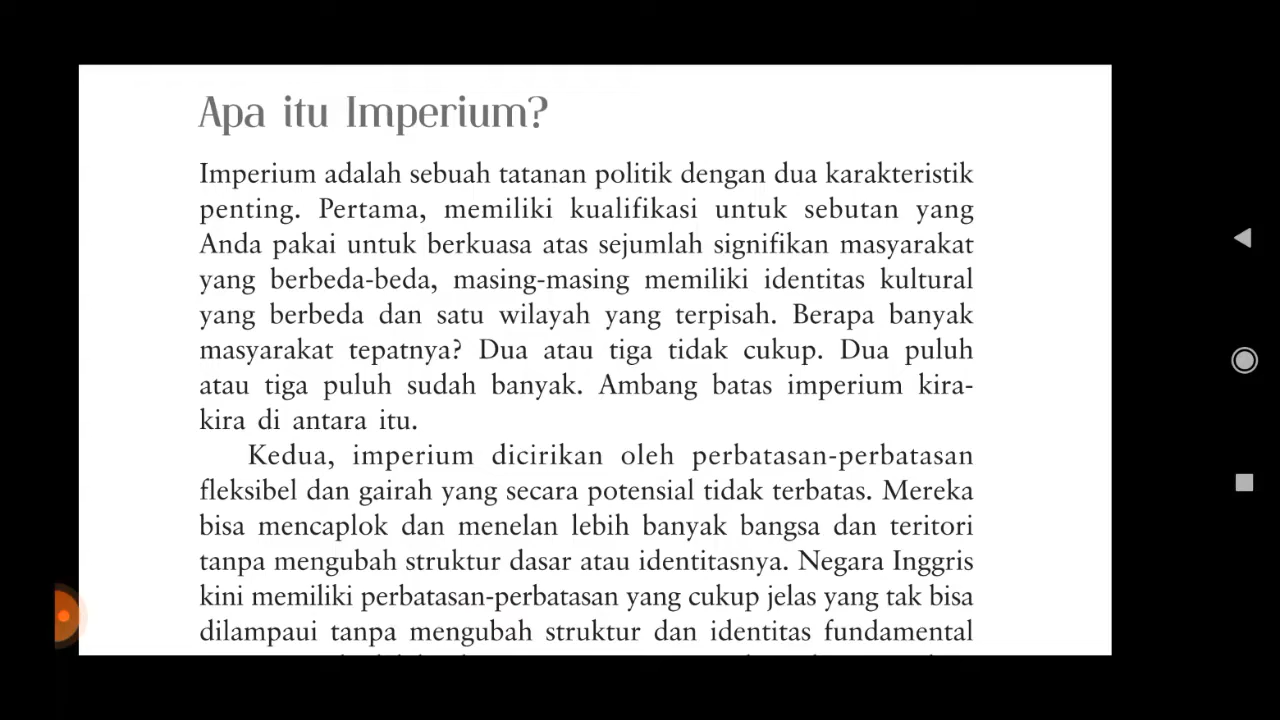 Apa itu Imperium?
Imperium adalah sebuah tatanan politik dengan dua karakteristik
penting. Pertama, memiliki kualifikasi untuk sebutan yang
Anda pakai untuk berkuasa atas sejumlah signifikan masyarakat
yang berbeda-beda, masing-masing memiliki identitas kultural
yang berbeda dan satu wilayah yang terpisah. Berapa banyak
masyarakat tepatnya? Dua atau tiga tidak cukup. Dua puluh
atau tiga puluh sudah banyak. Ambang batas imperium kira-
kira di antara itu.
Kedua, imperium dicirikan oleh perbatasan-perbatasan
fleksibel dan gairah yang secara potensial tidak terbatas. Mereka
bisa mencaplok dan menelan lebih banyak bangsa dan teritori
tanpa mengubah struktur dasar atau identitasnya. Negara Inggris
kini memiliki perbatasan-perbatasan yang cukup jelas yang tak bisa
dilampaui tanpa mengubah struktur dan identitas fundamental